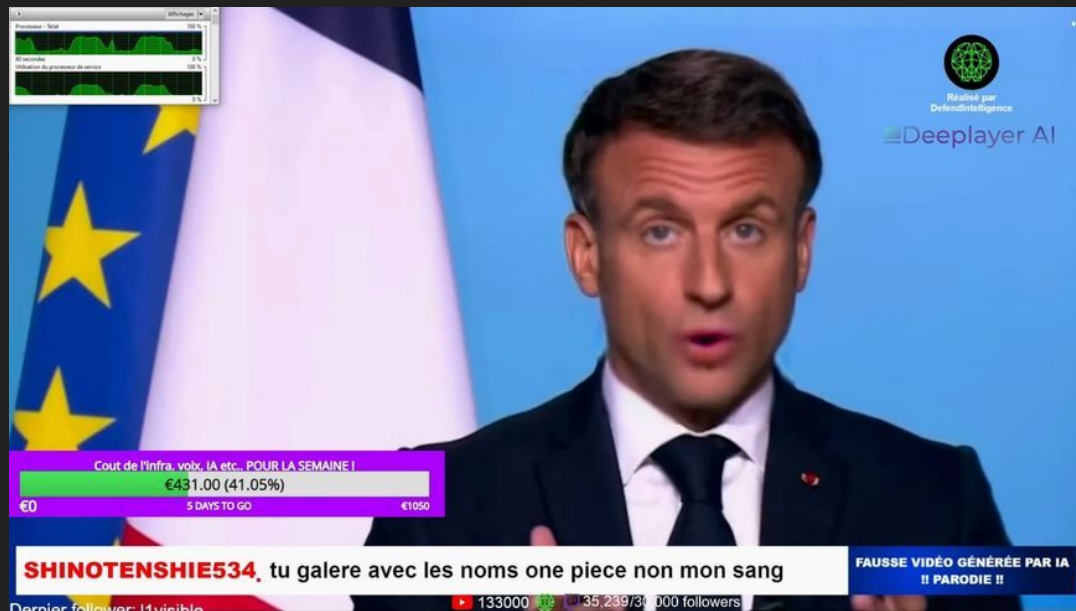 Affichages
Processeur - Total
100 %
60 secondes
0 %
Utilisation du processeur de service
100 %
0 %
Réalisé par
DefendIntelligence
Deeplayer AI
Cout de l'infra, voix, IA etc.. POUR LA SEMAINE !
€431.00 (41.05%)
€0
5 DAYS TO GO
€1050
SHINOTENSHIE534, tu galere avec les noms one piece non mon sang
FAUSSE VIDÉO GÉNÉRÉE PAR IA
!! PARODIE !!
Dernier follower: l1visible
133000
35,239/30,000 followers